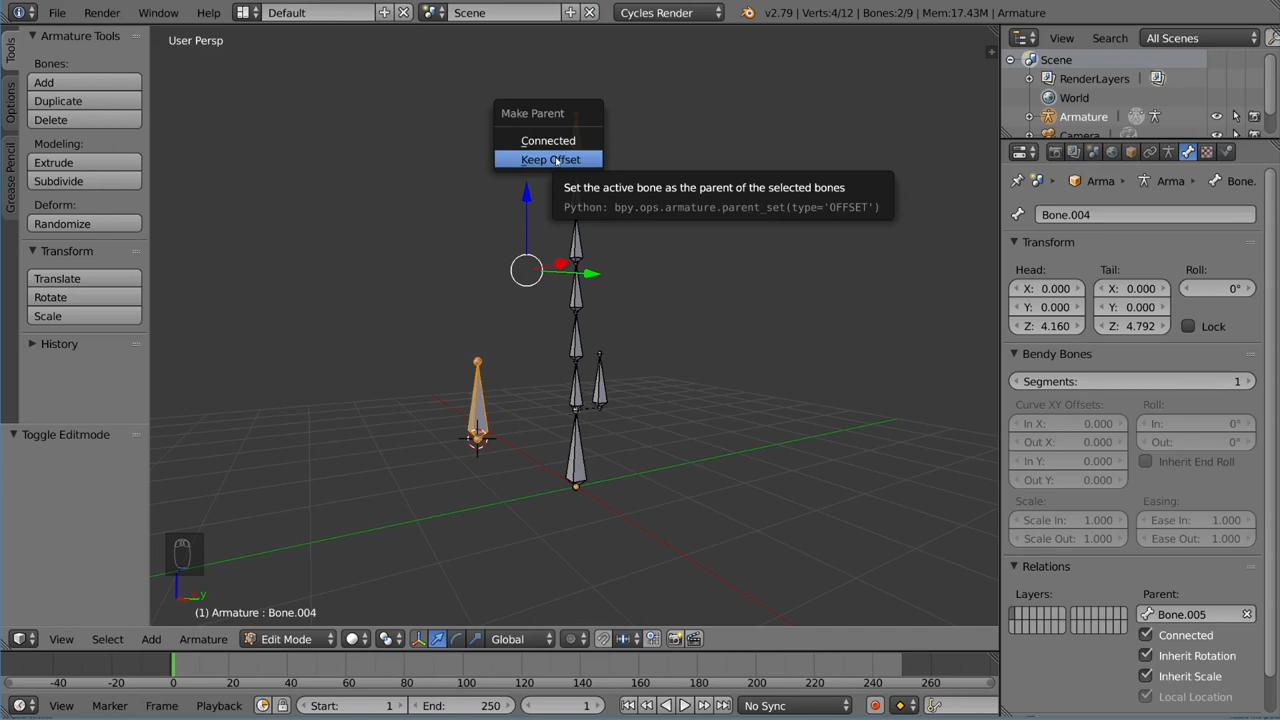 File Render Window Help Default Scene Cycles Render v2.79 | Verts:4/12 | Bones:2/9 | Mem:17.43M | Armature
Tools
Options
Grease Pencil
Armature Tools
Bones:
Add
Duplicate
Delete
Modeling:
Extrude
Subdivide
Deform:
Randomize
Transform
Translate
Rotate
Scale
History
Toggle Editmode
User Persp
Make Parent
Connected
Keep Offset
Set the active bone as the parent of the selected bones
Python: bpy.ops.armature.parent_set(type='OFFSET')
y
(1) Armature : Bone.004
View Select Add Armature Edit Mode Global
-40 -20 0 20 40 60 80 100 120 140 160 180 200 220 240 260
View Marker Frame Playback Start: 1 End: 250 1 No Sync
View Search All Scenes
Scene
RenderLayers
World
Armature
Camera
Arma Arma Bone.
Bone.004
Transform
Head: Tail: Roll:
X: 0.000 X: 0.000 0°
Y: 0.000 Y: 0.000
Z: 4.160 Z: 4.792 Lock
Bendy Bones
Segments: 1
Curve XY Offsets: Roll:
In X: 0.000 In: 0°
Out X: 0.000 Out: 0°
In Y: 0.000 Inherit End Roll
Out Y: 0.000
Scale: Easing:
Scale In: 1.000 Ease In: 1.000
Scale Out: 1.000 Ease Out: 1.000
Relations
Layers: Parent:
Bone.005
Connected
Inherit Rotation
Inherit Scale
Local Location